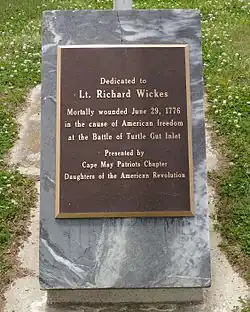 Dedicated to
Lt. Richard Wickes
Mortally wounded June 29, 1776
in the cause of American freedom
at the Battle of Turtle Gut Inlet
Presented by
Cape May Patriots Chapter
Daughters of the American Revolution